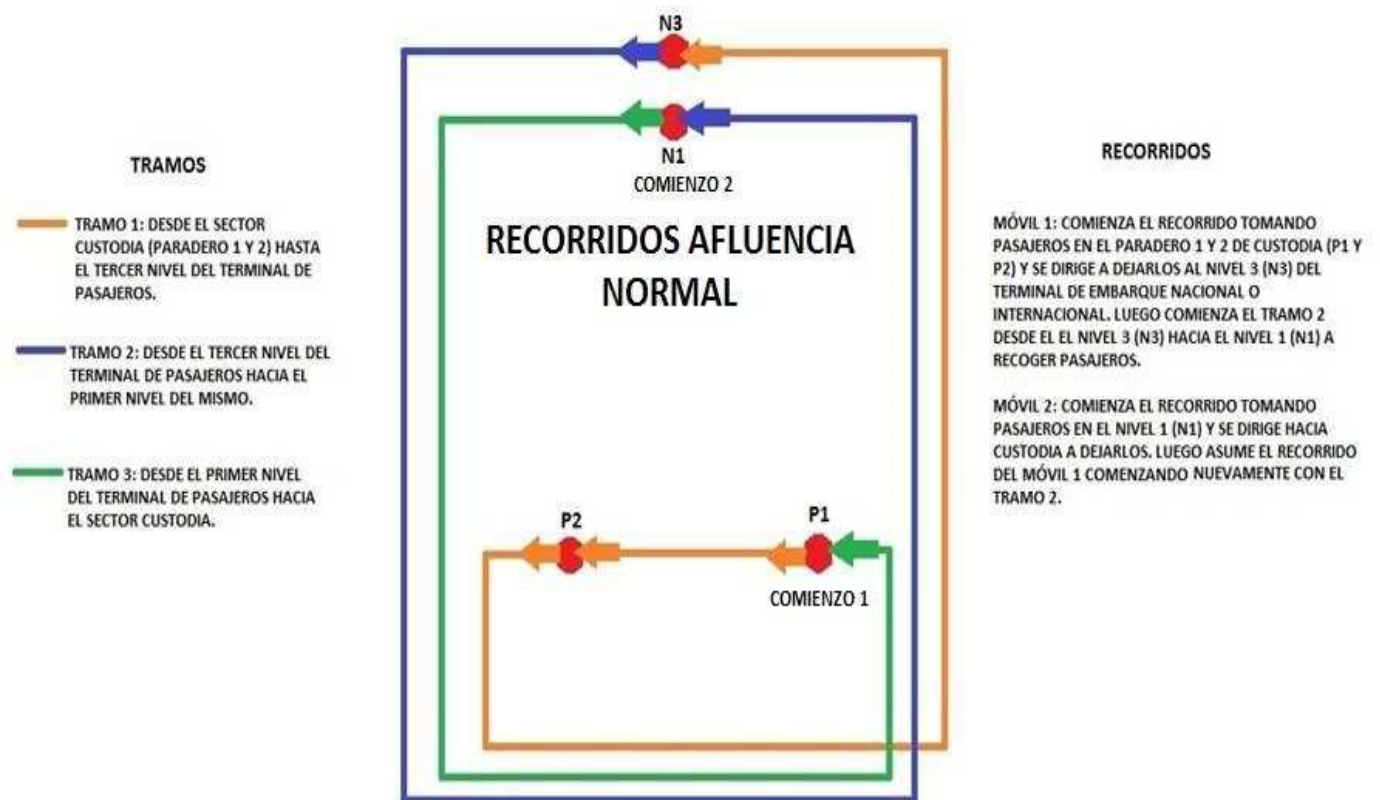 N3
N1
COMIENZO 2
RECORRIDOS AFLUENCIA
NORMAL
TRAMOS
TRAMO 1: DESDE EL SECTOR
CUSTODIA (PARADERO 1 Y 2) HASTA
EL TERCER NIVEL DEL TERMINAL DE
PASAJEROS.
TRAMO 2: DESDE EL TERCER NIVEL DEL
TERMINAL DE PASAJEROS HACIA EL
PRIMER NIVEL DEL MISMO.
TRAMO 3: DESDE EL PRIMER NIVEL
DEL TERMINAL DE PASAJEROS HACIA
EL SECTOR CUSTODIA.
P2
P1
COMIENZO 1
RECORRIDOS
MÓVIL 1: COMIENZA EL RECORRIDO TOMANDO
PASAJEROS EN EL PARADERO 1 Y 2 DE CUSTODIA (P1 Y
P2) Y SE DIRIGE A DEJARLOS AL NIVEL 3 (N3) DEL
TERMINAL DE EMBARQUE NACIONAL O
INTERNACIONAL. LUEGO COMIENZA EL TRAMO 2
DESDE EL EL NIVEL 3 (N3) HACIA EL NIVEL 1 (N1) A
RECOGER PASAJEROS.
MÓVIL 2: COMIENZA EL RECORRIDO TOMANDO
PASAJEROS EN EL NIVEL 1 (N1) Y SE DIRIGE HACIA
CUSTODIA A DEJARLOS. LUEGO ASUME EL RECORRIDO
DEL MÓVIL 1 COMENZANDO NUEVAMENTE CON EL
TRAMO 2.